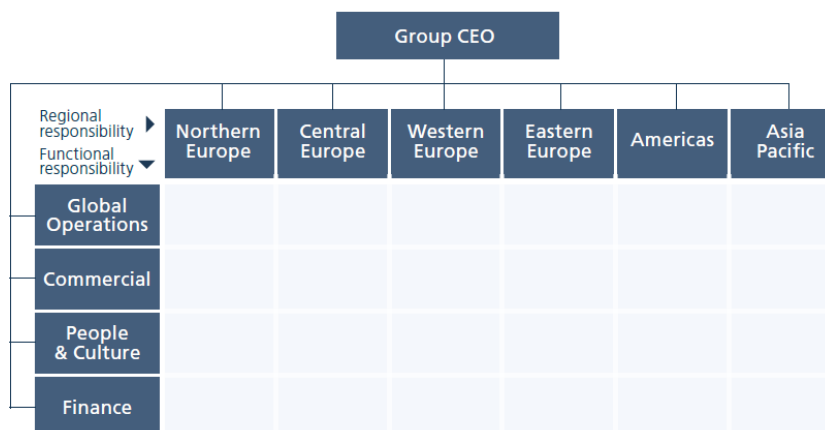 Group CEO
Regional
responsibility
Functional
responsibility
Northern
Europe
Central
Europe
Western
Europe
Eastern
Europe
Americas
Asia
Pacific
Global
Operations
Commercial
People
& Culture
Finance